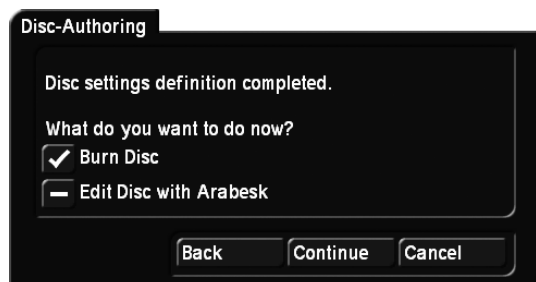 Disc-Authoring
Disc settings definition completed.
What do you want to do now?
Burn Disc
Edit Disc with Arabesk
Back Continue Cancel